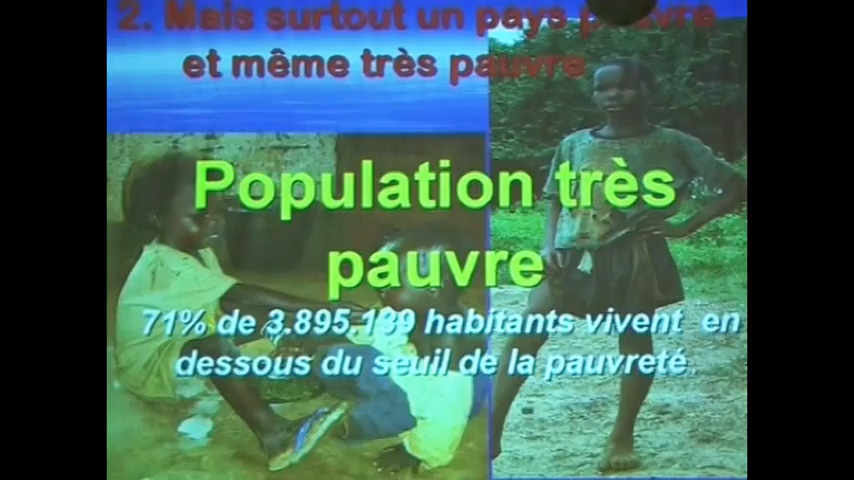 2. Mais surtout un pays pauvre
et même très pauvre
Population très
pauvre
71% de 3.895.139 habitants vivent en
dessous du seuil de la pauvreté